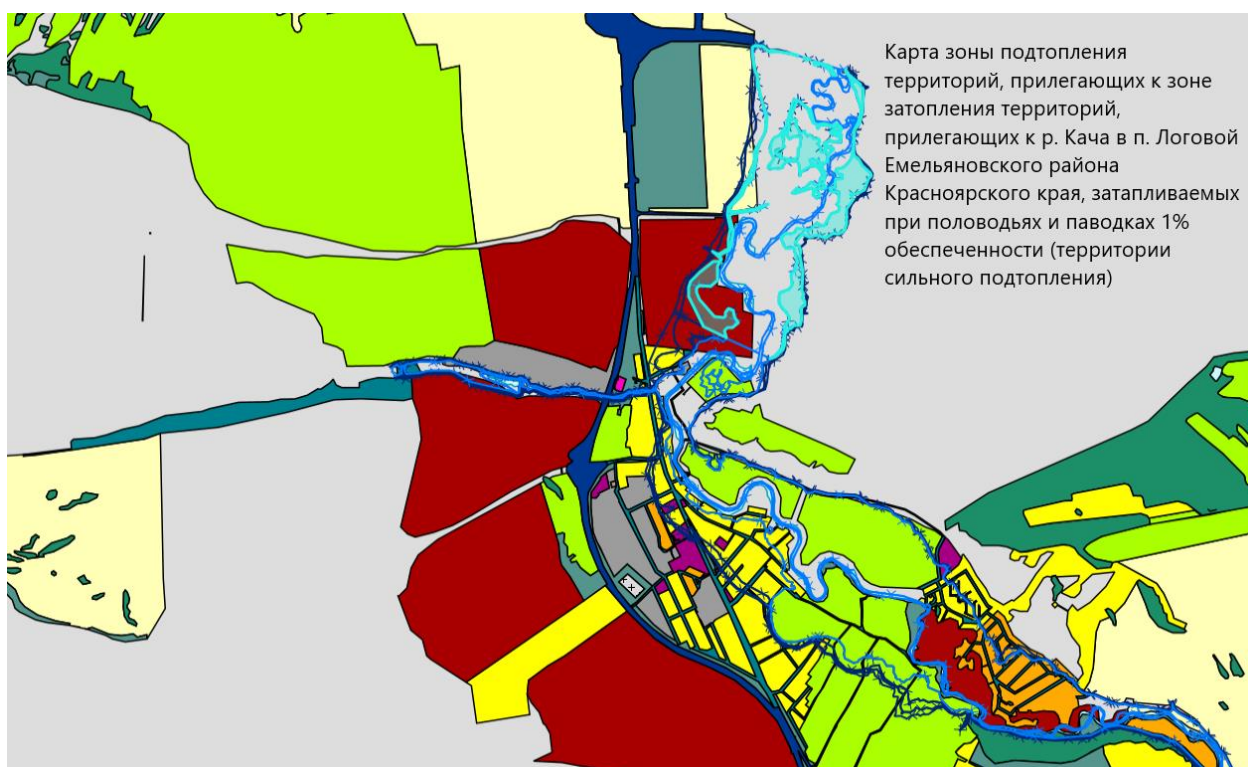 Карта зоны подтопления
территорий, прилегающих к зоне
затопления территорий,
прилегающих к р. Кача в п. Логовой
Емельяновского района
Красноярского края, затапливаемых
при половодьях и паводках 1%
обеспеченности (территории
сильного подтопления)